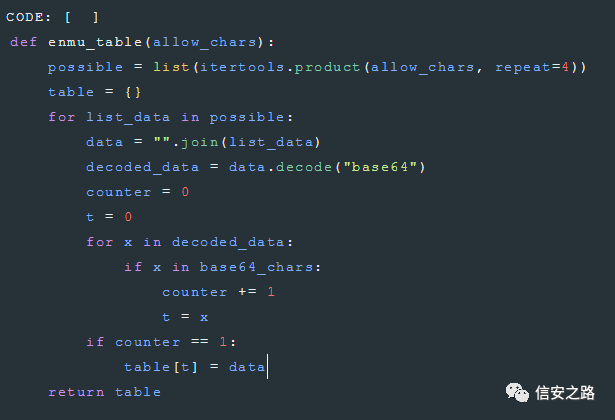 CODE: [  ]
def enmu_table(allow_chars):
    possible = list(itertools.product(allow_chars, repeat=4))
    table = {}
    for list_data in possible:
        data = "".join(list_data)
        decoded_data = data.decode("base64")
        counter = 0
        t = 0
        for x in decoded_data:
            if x in base64_chars:
                counter += 1
                t = x
        if counter == 1:
            table[t] = data
    return table
信安之路